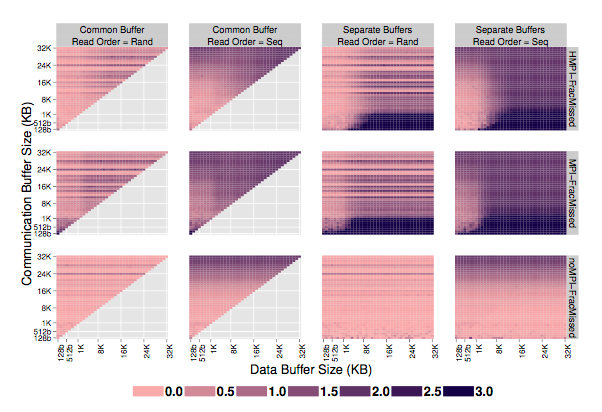 Common Buffer
Read Order = Rand
Common Buffer
Read Order = Seq
Separate Buffers
Read Order = Rand
Separate Buffers
Read Order = Seq
Communication Buffer Size (KB)
32K
24K
16K
8K
1K
512b
128b
HMPI−FracMissed
32K
24K
16K
8K
1K
512b
128b
MPI−FracMissed
32K
24K
16K
8K
1K
512b
128b
noMPI−FracMissed
128b 512b 1K 8K 16K 24K 32K
128b 512b 1K 8K 16K 24K 32K
128b 512b 1K 8K 16K 24K 32K
128b 512b 1K 8K 16K 24K 32K
Data Buffer Size (KB)
0.0 0.5 1.0 1.5 2.0 2.5 3.0